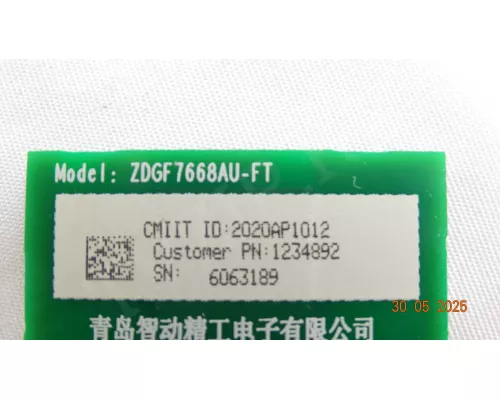 Model: ZDGF7668AU-FT
CMIIT ID:2020AP1012
Customer PN:1234892
SN: 6063189
青岛智动精工电子有限公司
30 05 2025